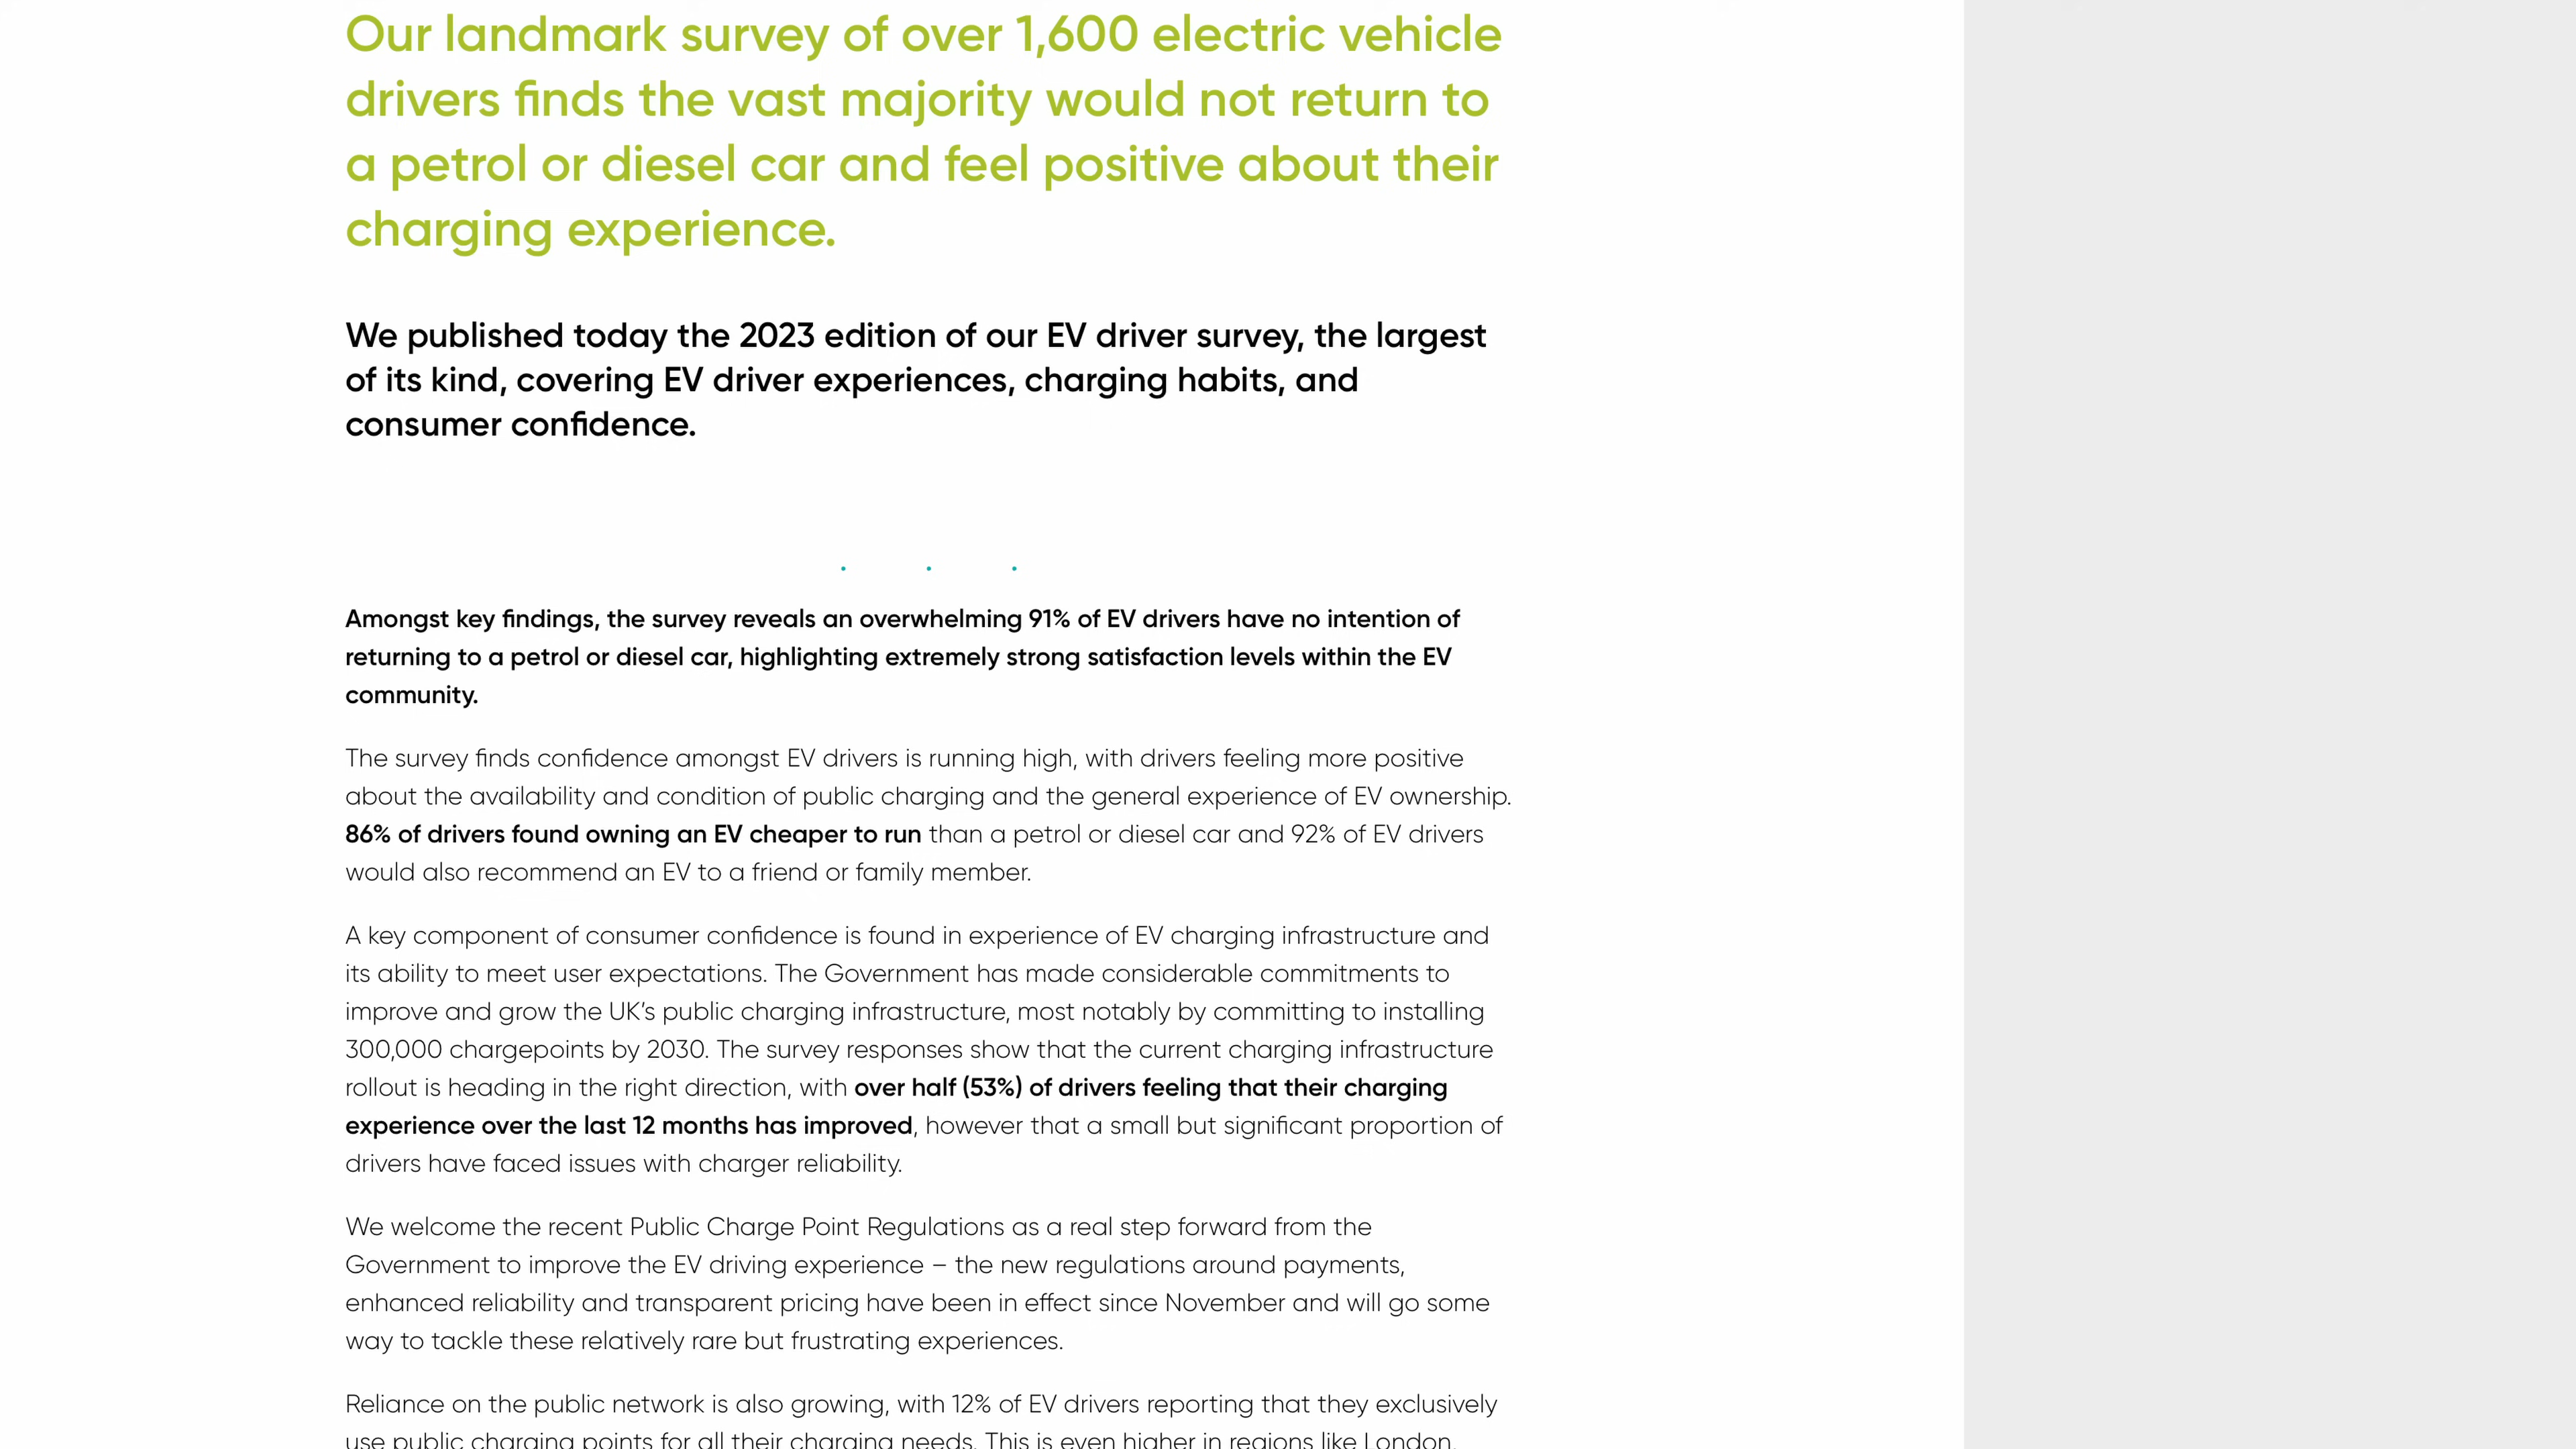 Our landmark survey of over 1,600 electric vehicle
drivers finds the vast majority would not return to
a petrol or diesel car and feel positive about their
charging experience.
We published today the 2023 edition of our EV driver survey, the largest
of its kind, covering EV driver experiences, charging habits, and
consumer confidence.
Amongst key findings, the survey reveals an overwhelming 91% of EV drivers have no intention of
returning to a petrol or diesel car, highlighting extremely strong satisfaction levels within the EV
community.
The survey finds confidence amongst EV drivers is running high, with drivers feeling more positive
about the availability and condition of public charging and the general experience of EV ownership.
86% of drivers found owning an EV cheaper to run than a petrol or diesel car and 92% of EV drivers
would also recommend an EV to a friend or family member.
A key component of consumer confidence is found in experience of EV charging infrastructure and
its ability to meet user expectations. The Government has made considerable commitments to
improve and grow the UK’s public charging infrastructure, most notably by committing to installing
300,000 chargepoints by 2030. The survey responses show that the current charging infrastructure
rollout is heading in the right direction, with over half (53%) of drivers feeling that their charging
experience over the last 12 months has improved, however that a small but significant proportion of
drivers have faced issues with charger reliability.
We welcome the recent Public Charge Point Regulations as a real step forward from the
Government to improve the EV driving experience – the new regulations around payments,
enhanced reliability and transparent pricing have been in effect since November and will go some
way to tackle these relatively rare but frustrating experiences.
Reliance on the public network is also growing, with 12% of EV drivers reporting that they exclusively
use public charging points for all their charging needs. This is even higher in regions like London,